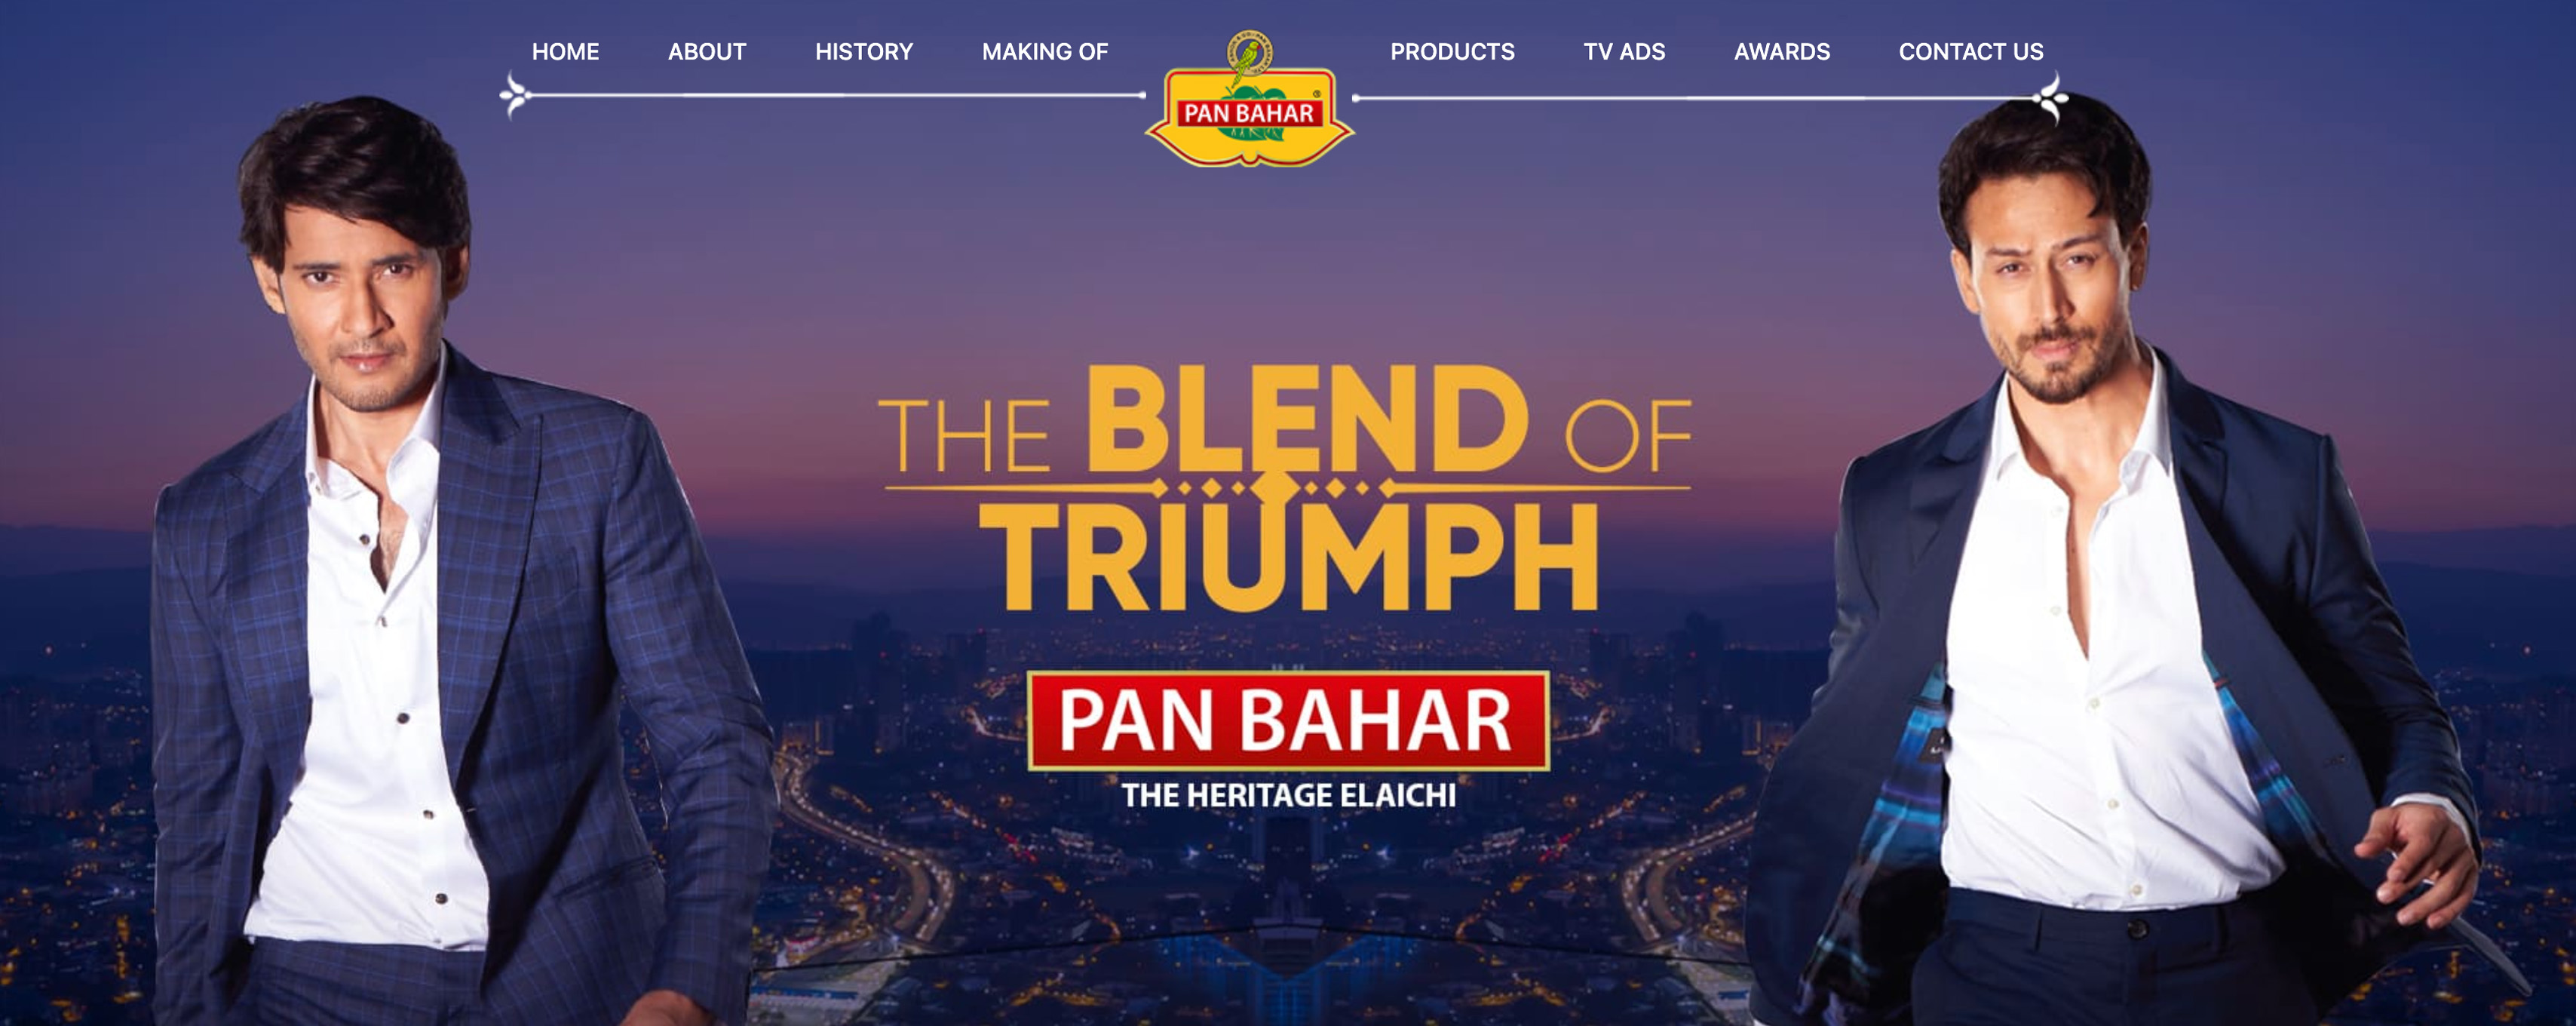 HOME ABOUT HISTORY MAKING OF PRODUCTS TV ADS AWARDS CONTACT US
PAN BAHAR
®
THE BLEND OF
TRIUMPH
PAN BAHAR
THE HERITAGE ELAICHI